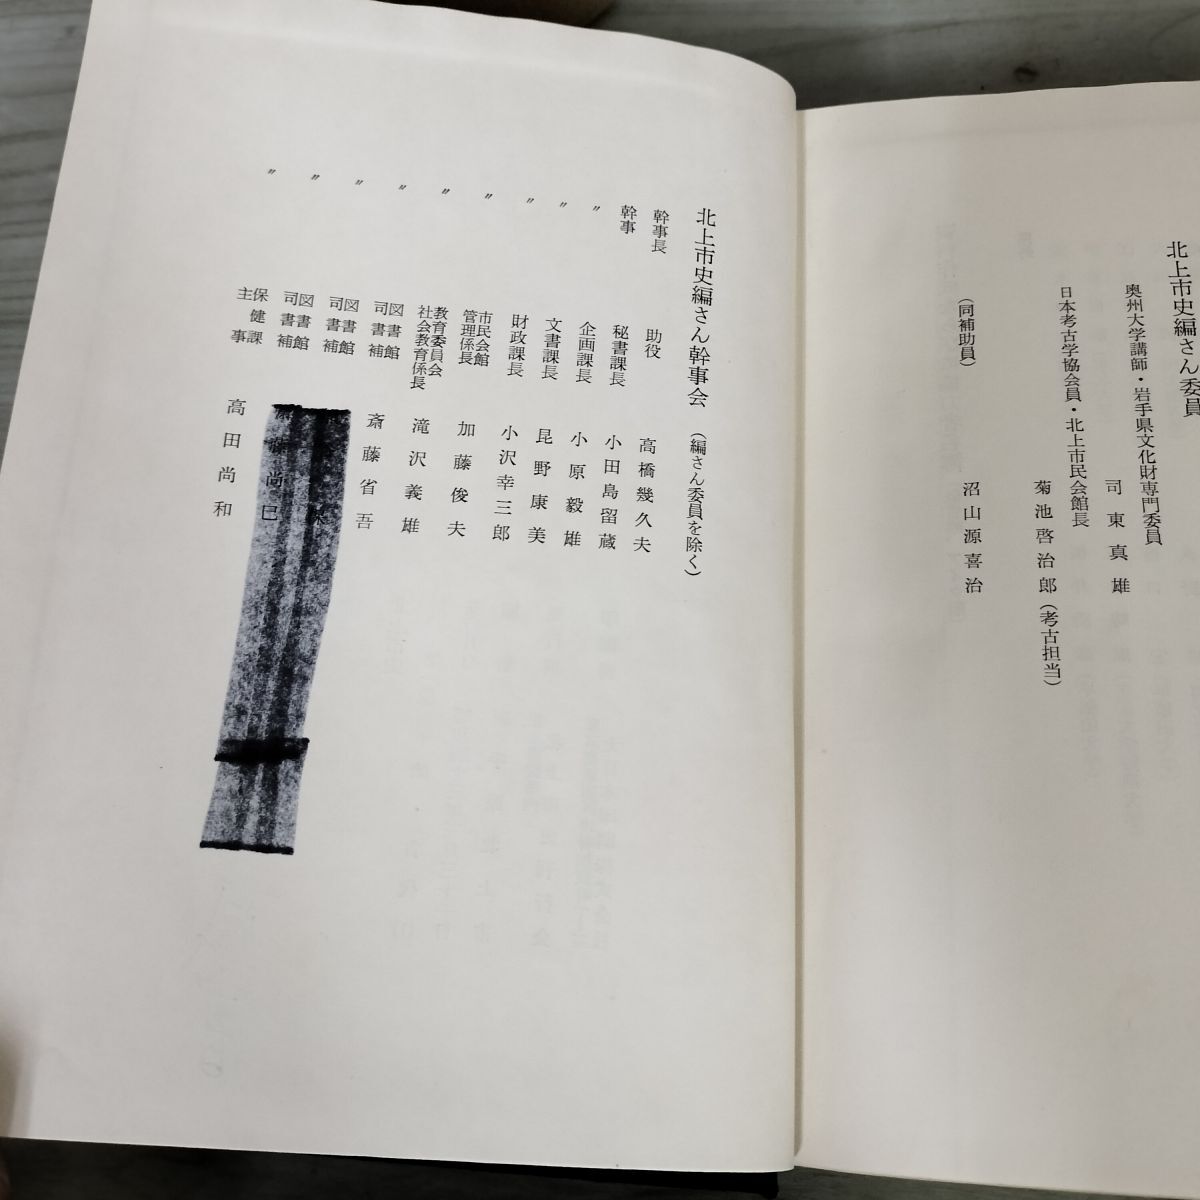 北上市史編さん委員
奥州大学講師・岩手県文化財専門委員
司東真雄
日本考古学協会員・北上市民会館長
菊池啓治郎(考古担当)
(同補助員)
沼山源喜治
北上市史編さん幹事会(編さん委員を除く)
幹事長 助役 高橋幾久夫
幹事 秘書課長 小田島留蔵
〃 企画課長 小原毅雄
〃 文書課長 昆野康美
〃 財政課長 小沢幸三郎
〃 市民会館管理係長 加藤俊夫
〃 教育委員会社会教育係長 滝沢義雄
〃 図書館司書補 斎藤省吾
〃 図書館司書補
〃 図書館司書補 藤尚巳
〃 保健課主事 高田尚和